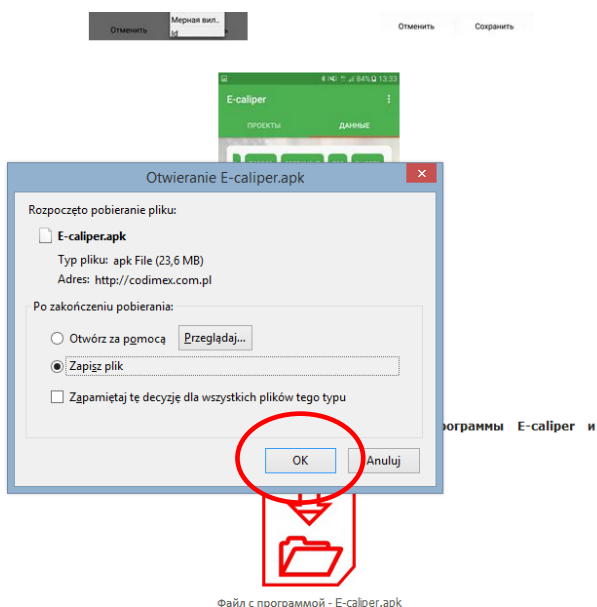 Мерная вил..
Отменить
Id
Отменить Сохранить
84% 13:33
E-caliper
ПРОЕКТЫ ДАННЫЕ
Otwieranie E-caliper.apk
Rozpoczęto pobieranie pliku:
E-caliper.apk
Typ pliku: apk File (23,6 MB)
Adres: http://codimex.com.pl
Po zakończeniu pobierania:
Otwórz za pomocą Przeglądaj...
Zapisz plik
Zapamiętaj tę decyzję dla wszystkich plików tego typu
программы E-caliper и
OK Anuluj
Файл с программой - E-caliper.apk